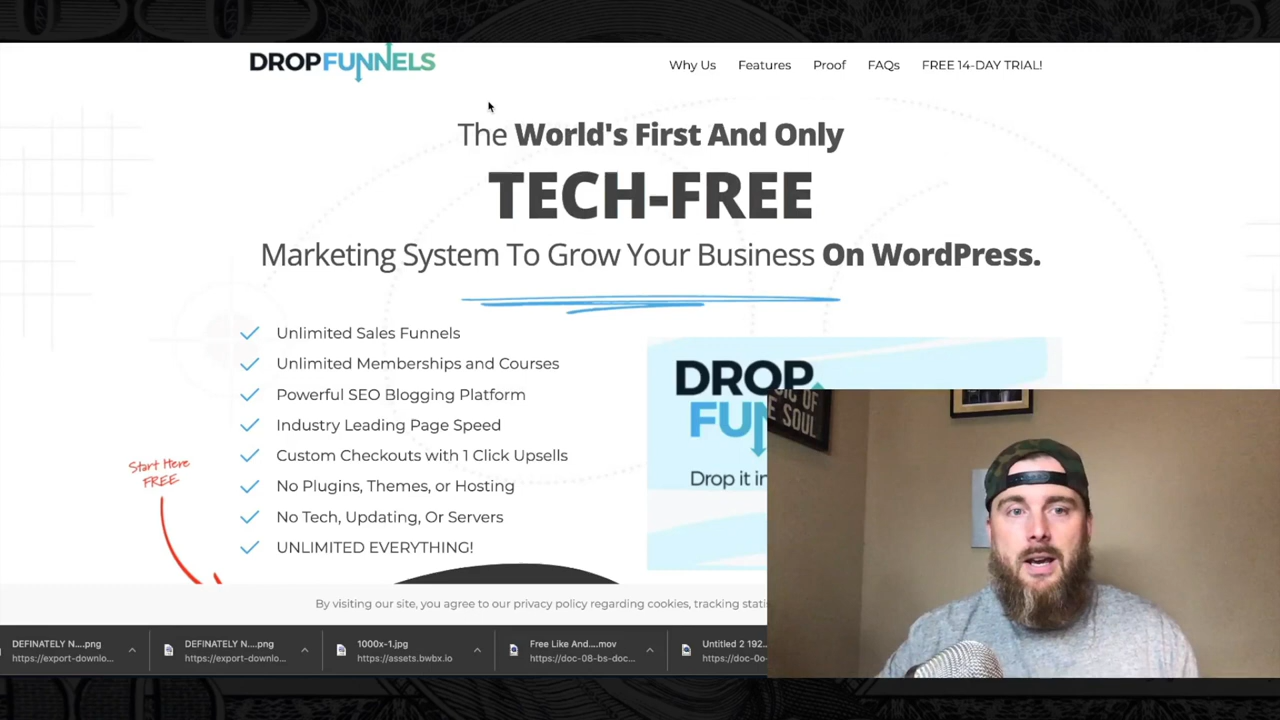 DROPFUNNELS
Why Us Features Proof FAQs FREE 14-DAY TRIAL!
The World's First And Only
TECH-FREE
Marketing System To Grow Your Business On WordPress.
Unlimited Sales Funnels
Unlimited Memberships and Courses
Powerful SEO Blogging Platform
Industry Leading Page Speed
Custom Checkouts with 1 Click Upsells
No Plugins, Themes, or Hosting
No Tech, Updating, Or Servers
UNLIMITED EVERYTHING!
Start Here
FREE
DROP
FUN
Drop it in
OF
SOUL
By visiting our site, you agree to our privacy policy regarding cookies, tracking stati
DEFINATELY N....png DEFINATELY N....png 1000x-1.jpg Free Like And....mov Untitled 2 192...
https://export-downlo... https://export-downlo... https://assets.bwbx.io https://doc-08-bs-doc... https://doc-0o-